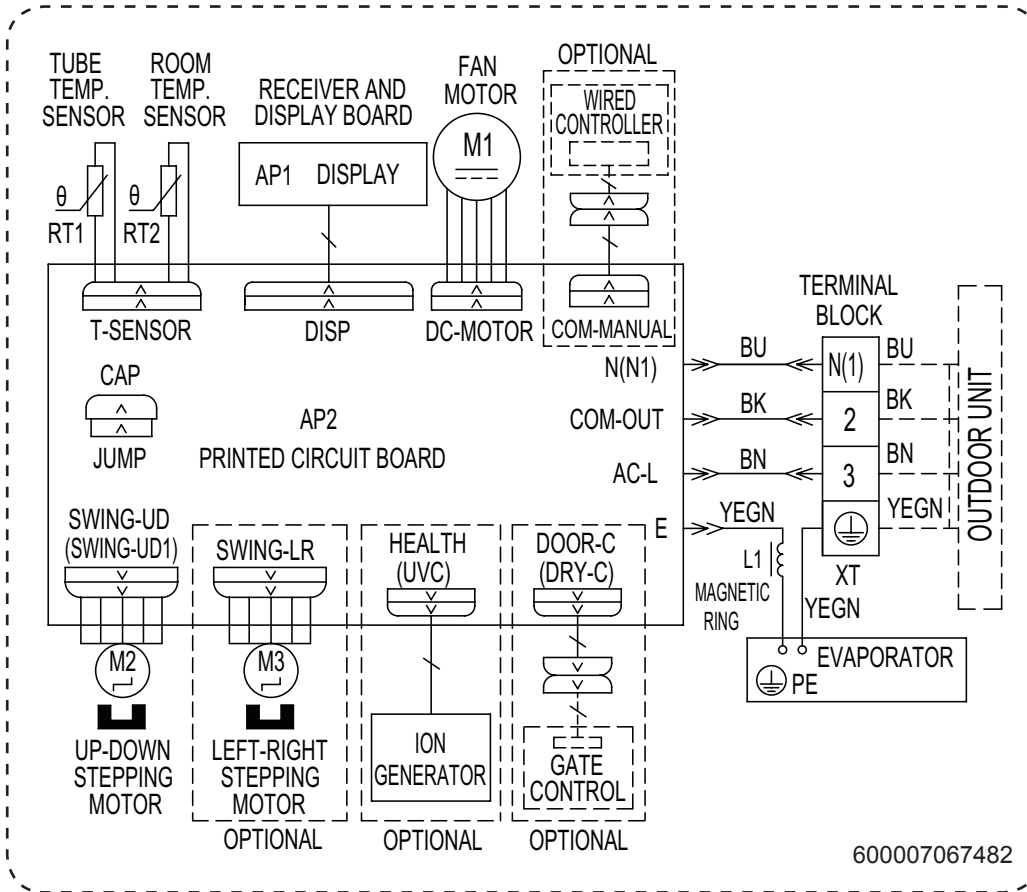 TUBE
TEMP.
SENSOR
ROOM
TEMP.
SENSOR
RECEIVER AND
DISPLAY BOARD
FAN
MOTOR
OPTIONAL
WIRED
CONTROLLER
AP1 DISPLAY
M1
θ
RT1
θ
RT2
T-SENSOR
DISP
DC-MOTOR
COM-MANUAL
TERMINAL
BLOCK
N(N1)
BU
N(1)
BU
CAP
JUMP
AP2
PRINTED CIRCUIT BOARD
COM-OUT
BK
2
BK
AC-L
BN
3
BN
OUTDOOR UNIT
E
YEGN
YEGN
L1
MAGNETIC
RING
XT
YEGN
SWING-UD
(SWING-UD1)
SWING-LR
HEALTH
(UVC)
DOOR-C
(DRY-C)
EVAPORATOR
PE
M2
M3
UP-DOWN
STEPPING
MOTOR
LEFT-RIGHT
STEPPING
MOTOR
OPTIONAL
ION
GENERATOR
OPTIONAL
GATE
CONTROL
OPTIONAL
600007067482